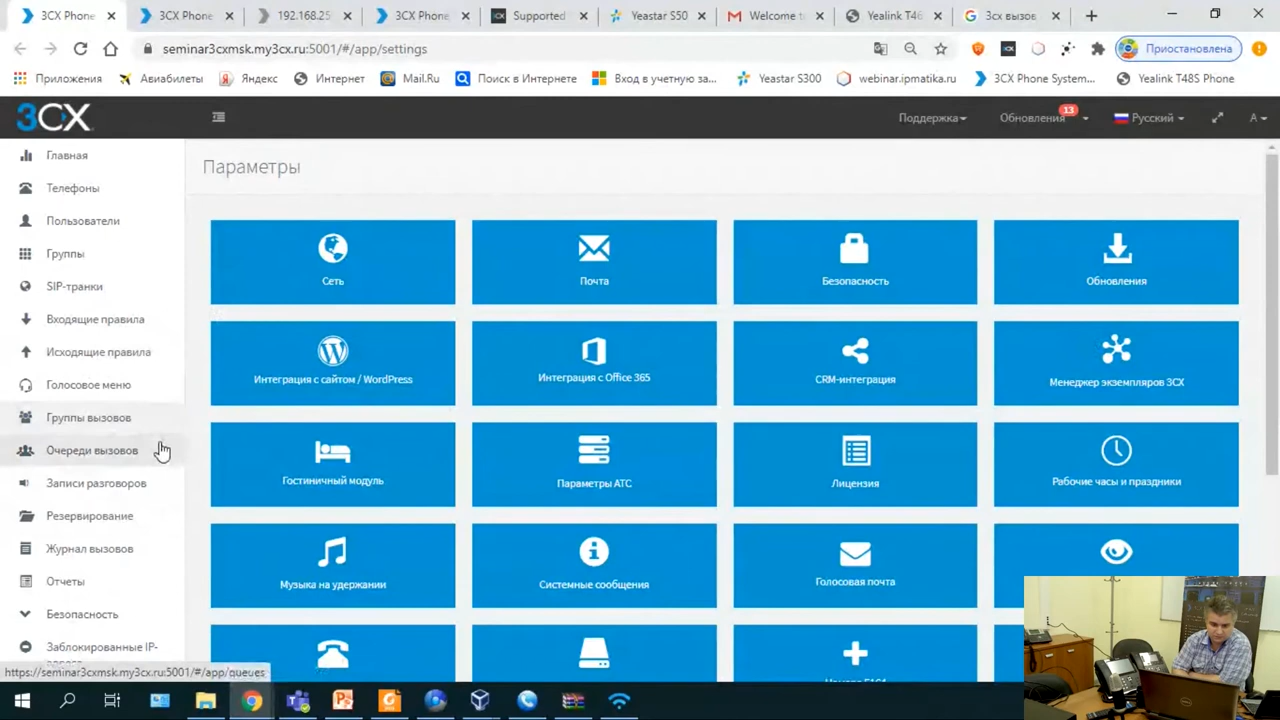 3CX Phone
3CX Phone
192.168.25
3CX Phone
Supported
Yeastar S50
Welcome to
Yealink T46
3сх вызов
seminar3cxmsk.my3cx.ru:5001/#/app/settings
Приостановлена
Приложения
Авиабилеты
Яндекс
Интернет
Mail.Ru
Поиск в Интернете
Вход в учетную за...
Yeastar S300
webinar.ipmatika.ru
3CX Phone System...
Yealink T48S Phone
3CX
Поддержка
Обновления
13
Русский
A
Главная
Телефоны
Пользователи
Группы
SIP-транки
Входящие правила
Исходящие правила
Голосовое меню
Группы вызовов
Очереди вызовов
Записи разговоров
Резервирование
Журнал вызовов
Отчеты
Безопасность
Заблокированные IP-
https://seminar3cxmsk.my3cx.ru:5001/#/app/queues
Параметры
Сеть
Почта
Безопасность
Обновления
Интеграция с сайтом / WordPress
Интеграция с Office 365
CRM-интеграция
Менеджер экземпляров 3CX
Гостиничный модуль
Параметры АТС
Лицензия
Рабочие часы и праздники
Музыка на удержании
Системные сообщения
Голосовая почта